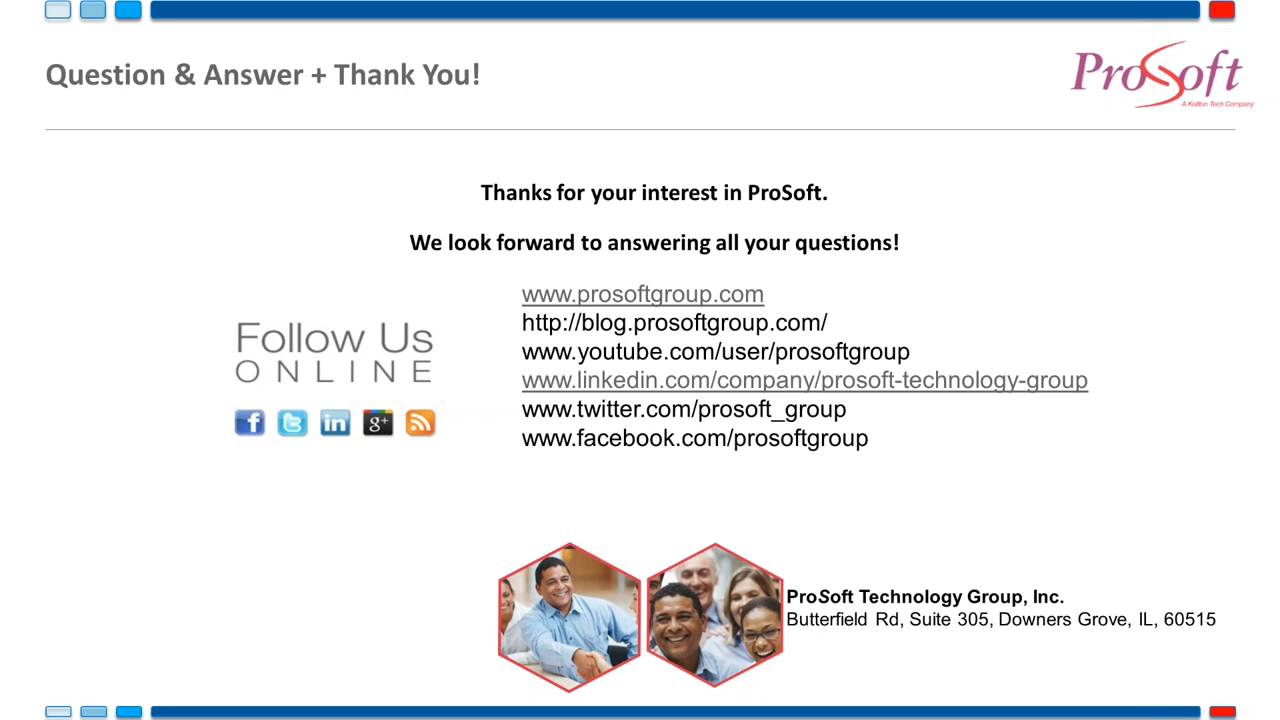 Question & Answer + Thank You!
ProSoft
A Kellton Tech Company
Thanks for your interest in ProSoft.
We look forward to answering all your questions!
www.prosoftgroup.com
http://blog.prosoftgroup.com/
www.youtube.com/user/prosoftgroup
www.linkedin.com/company/prosoft-technology-group
www.twitter.com/prosoft_group
www.facebook.com/prosoftgroup
Follow Us
ONLINE
f t in g+
ProSoft Technology Group, Inc.
Butterfield Rd, Suite 305, Downers Grove, IL, 60515